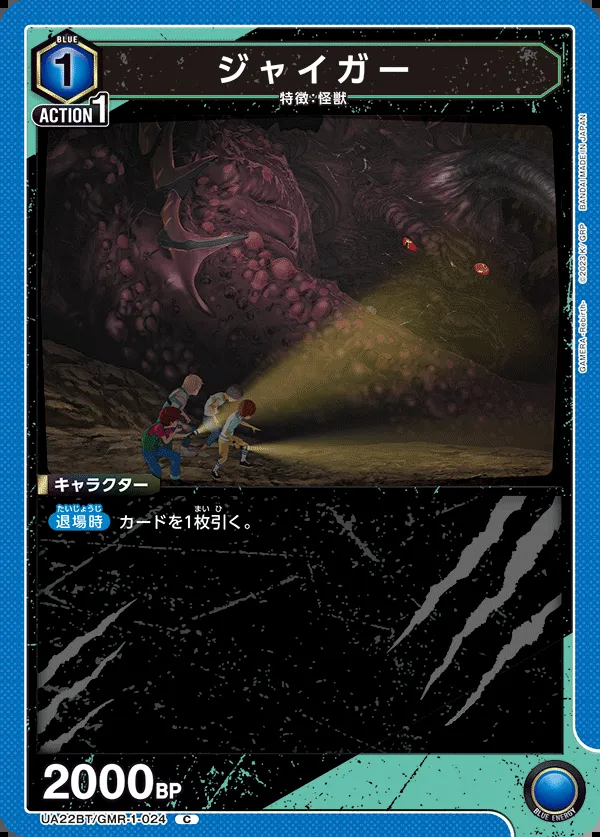 BLUE
1
ACTION 1
ジャイガー
特徴:怪獣
GAMERA -Rebirth- ©2023 K/ GRP BANDAI MADE IN JAPAN
キャラクター
たいじょうじ まい ひ
退場時 カードを1枚引く。
2000BP
BLUE ENERGY
UA22BT/GMR-1-024 C